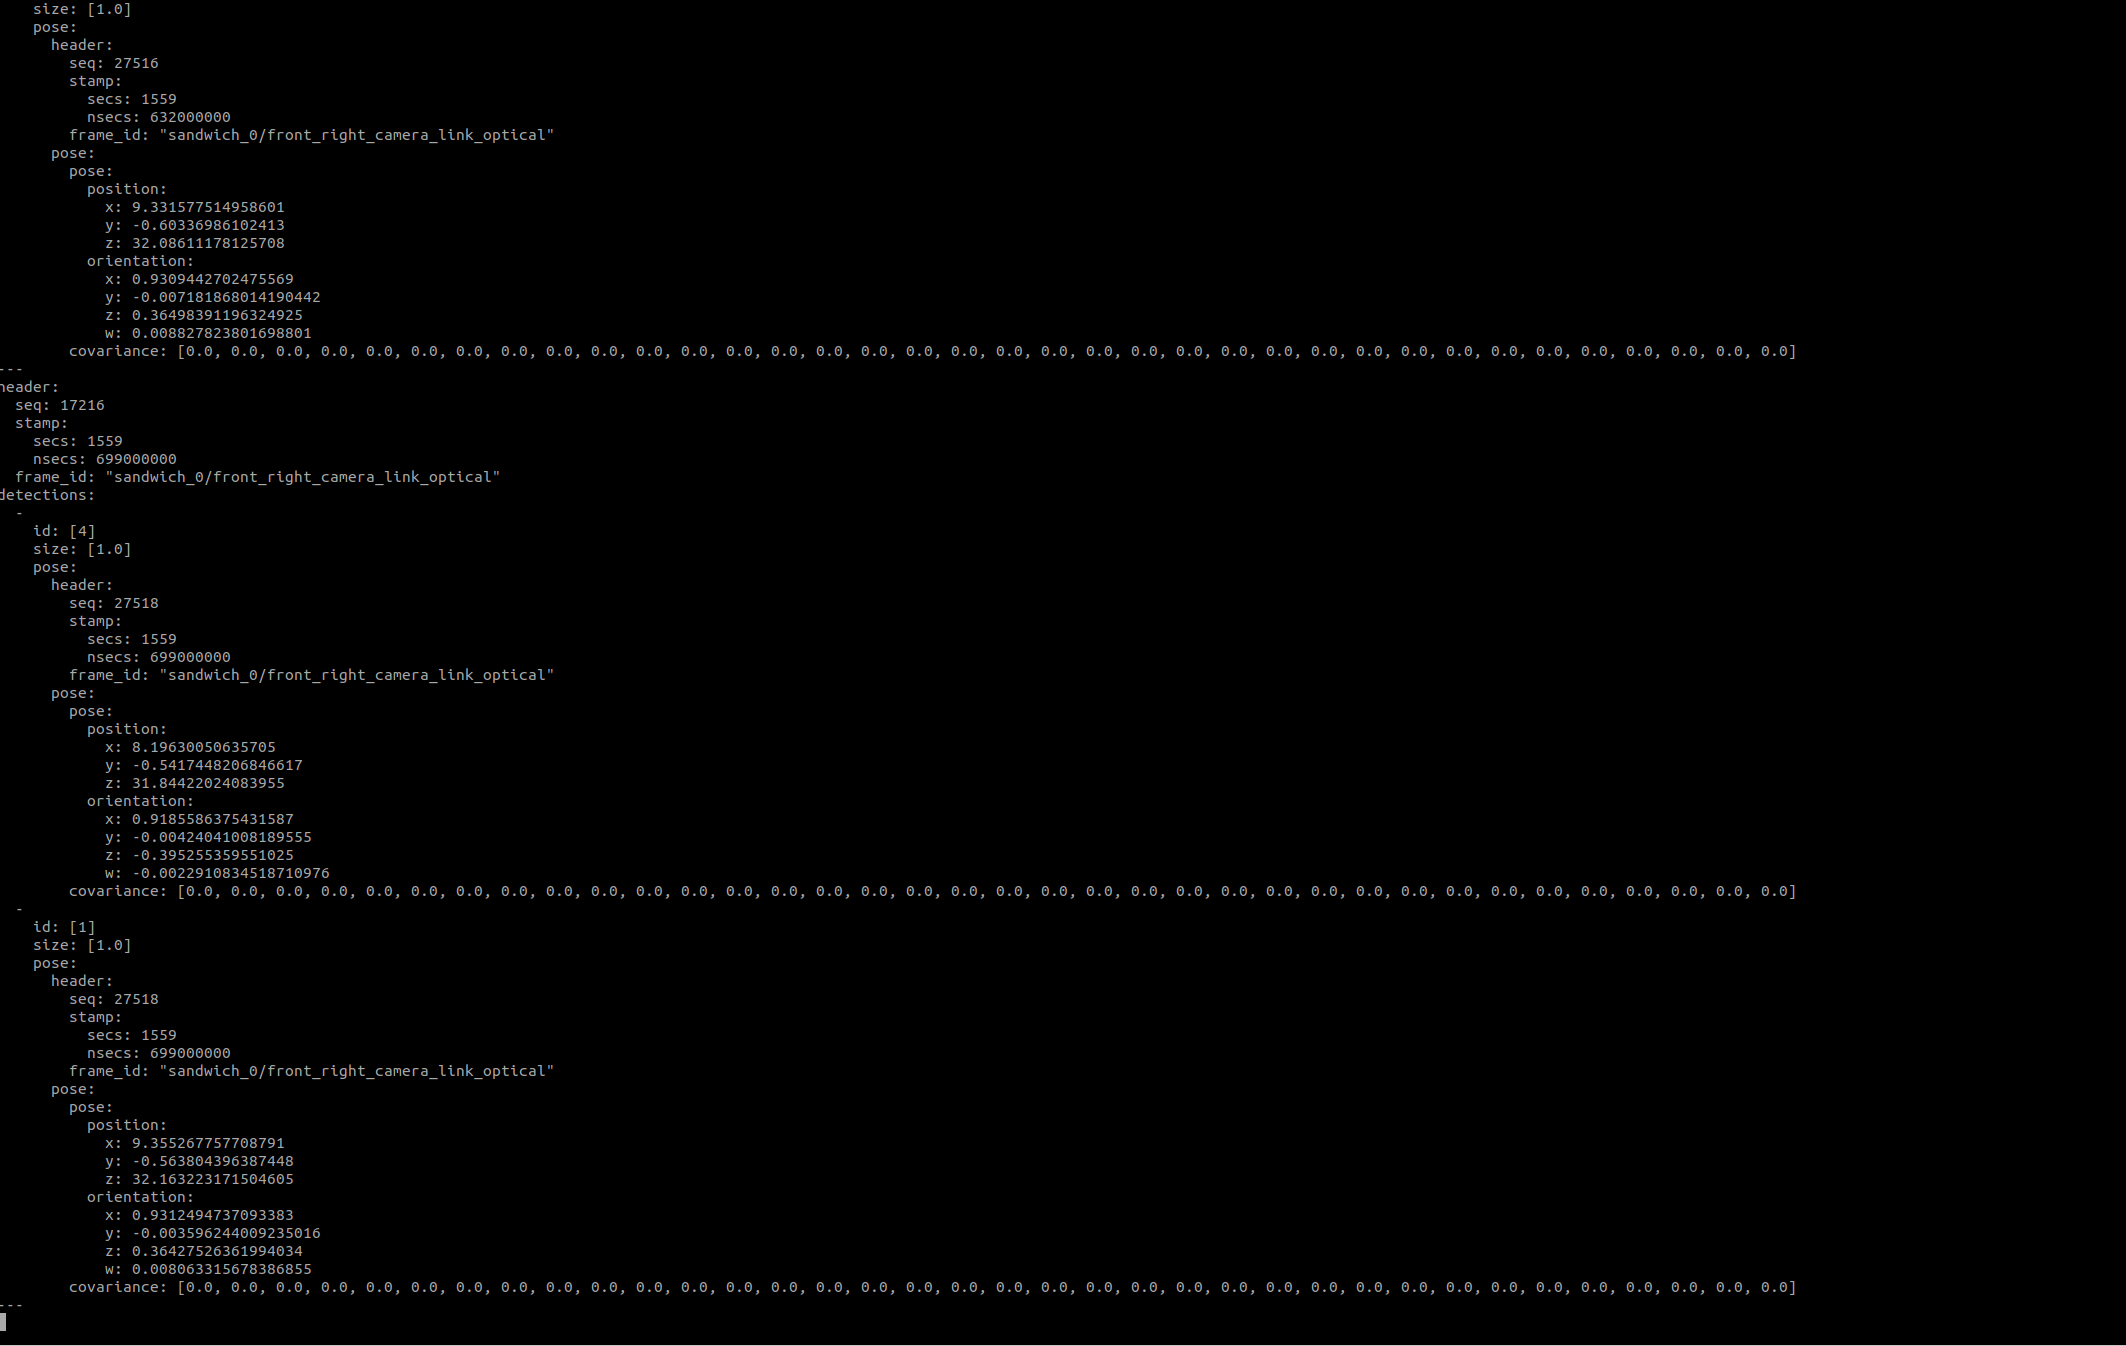 size: [1.0]
pose:
header:
seq: 27516
stamp:
secs: 1559
nsecs: 632000000
frame_id: "sandwich_0/front_right_camera_link_optical"
pose:
pose:
position:
x: 9.331577514958601
y: -0.60336986102413
z: 32.08611178125708
orientation:
x: 0.9309442702475569
y: -0.007181868014190442
z: 0.36498391196324925
w: 0.008827823801698801
covariance: [0.0, 0.0, 0.0, 0.0, 0.0, 0.0, 0.0, 0.0, 0.0, 0.0, 0.0, 0.0, 0.0, 0.0, 0.0, 0.0, 0.0, 0.0, 0.0, 0.0, 0.0, 0.0, 0.0, 0.0, 0.0, 0.0, 0.0, 0.0, 0.0, 0.0, 0.0, 0.0, 0.0, 0.0, 0.0, 0.0]
---
header:
seq: 17216
stamp:
secs: 1559
nsecs: 699000000
frame_id: "sandwich_0/front_right_camera_link_optical"
detections:
-
id: [4]
size: [1.0]
pose:
header:
seq: 27518
stamp:
secs: 1559
nsecs: 699000000
frame_id: "sandwich_0/front_right_camera_link_optical"
pose:
pose:
position:
x: 8.19630050635705
y: -0.5417448206846617
z: 31.84422024083955
orientation:
x: 0.9185586375431587
y: -0.00424041008189555
z: -0.395255359551025
w: -0.0022910834518710976
covariance: [0.0, 0.0, 0.0, 0.0, 0.0, 0.0, 0.0, 0.0, 0.0, 0.0, 0.0, 0.0, 0.0, 0.0, 0.0, 0.0, 0.0, 0.0, 0.0, 0.0, 0.0, 0.0, 0.0, 0.0, 0.0, 0.0, 0.0, 0.0, 0.0, 0.0, 0.0, 0.0, 0.0, 0.0, 0.0, 0.0]
-
id: [1]
size: [1.0]
pose:
header:
seq: 27518
stamp:
secs: 1559
nsecs: 699000000
frame_id: "sandwich_0/front_right_camera_link_optical"
pose:
pose:
position:
x: 9.355267757708791
y: -0.563804396387448
z: 32.163223171504605
orientation:
x: 0.9312494737093383
y: -0.003596244009235016
z: 0.36427526361994034
w: 0.008063315678386855
covariance: [0.0, 0.0, 0.0, 0.0, 0.0, 0.0, 0.0, 0.0, 0.0, 0.0, 0.0, 0.0, 0.0, 0.0, 0.0, 0.0, 0.0, 0.0, 0.0, 0.0, 0.0, 0.0, 0.0, 0.0, 0.0, 0.0, 0.0, 0.0, 0.0, 0.0, 0.0, 0.0, 0.0, 0.0, 0.0, 0.0]
---